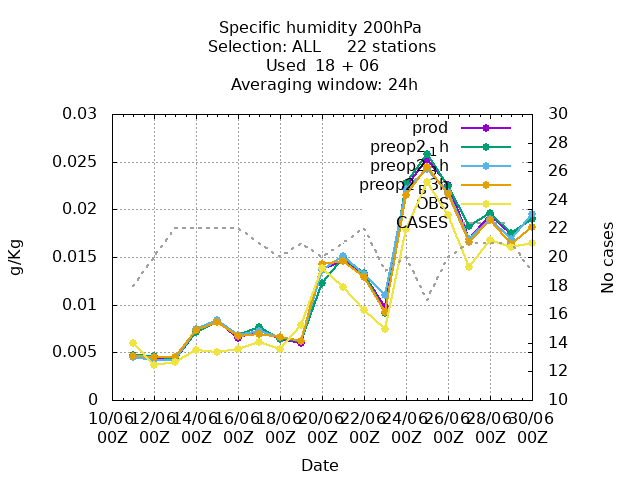 Specific humidity 200hPa
Selection: ALL     22 stations
Used  18 + 06
Averaging window: 24h
0.03
0.025
0.02
0.015
0.01
0.005
0
g/Kg
30
28
26
24
22
20
18
16
14
12
10
No cases
prod
OBS
CASES
10/06 12/06 14/06 16/06 18/06 20/06 22/06 24/06 26/06 28/06 30/06
00Z 00Z 00Z 00Z 00Z 00Z 00Z 00Z 00Z 00Z 00Z
Date